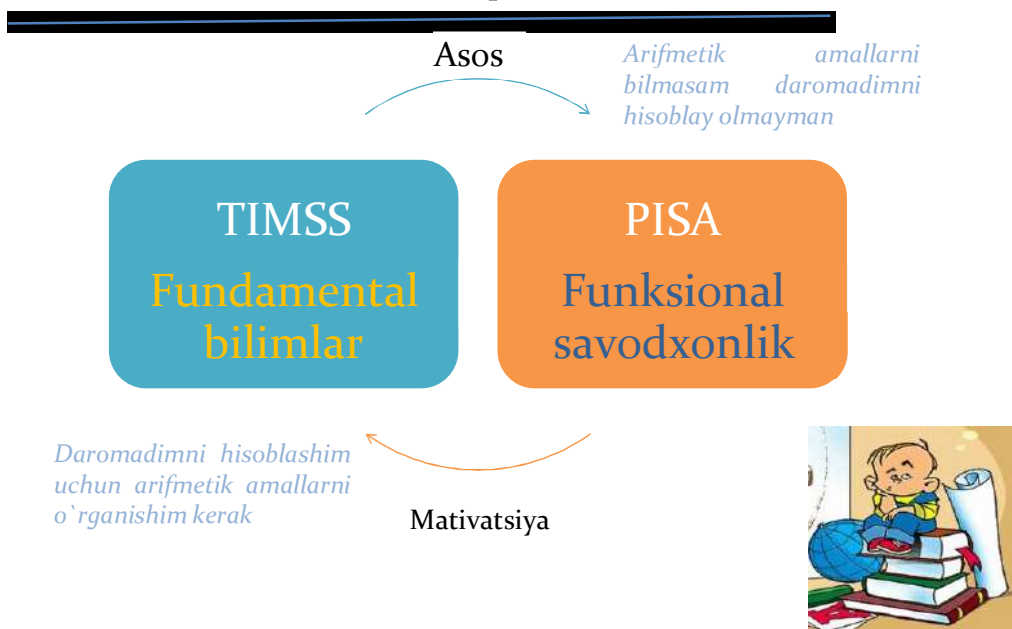 Asos
Arifmetik amallarni
bilmasam daromadimni
hisoblay olmayman
TIMSS
Fundamental
bilimlar
PISA
Funksional
savodxonlik
Daromadimni hisoblashim
uchun arifmetik amallarni
o`rganishim kerak
Mativatsiya